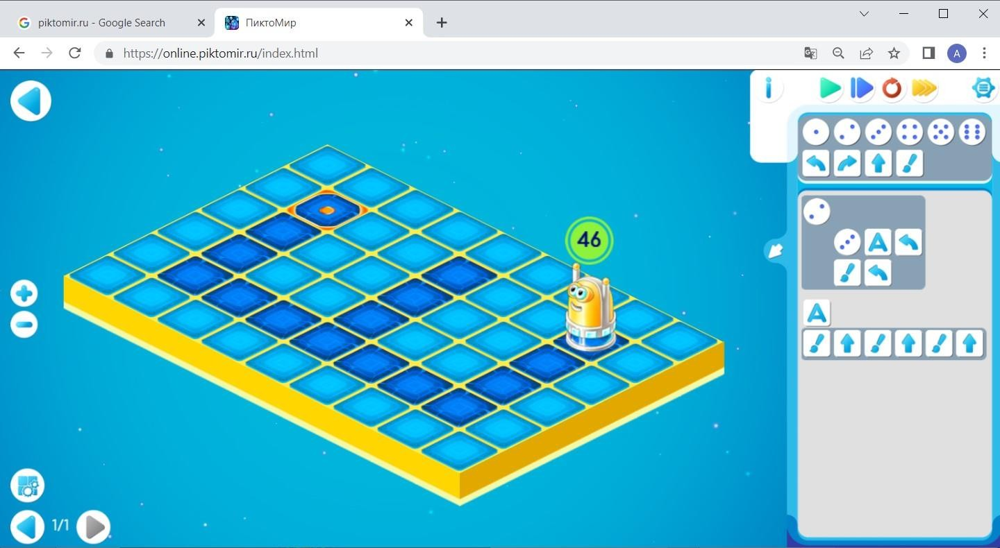 piktomir.ru - Google Search
ПиктоМир
https://online.piktomir.ru/index.html
A
i
46
A
A
1/1